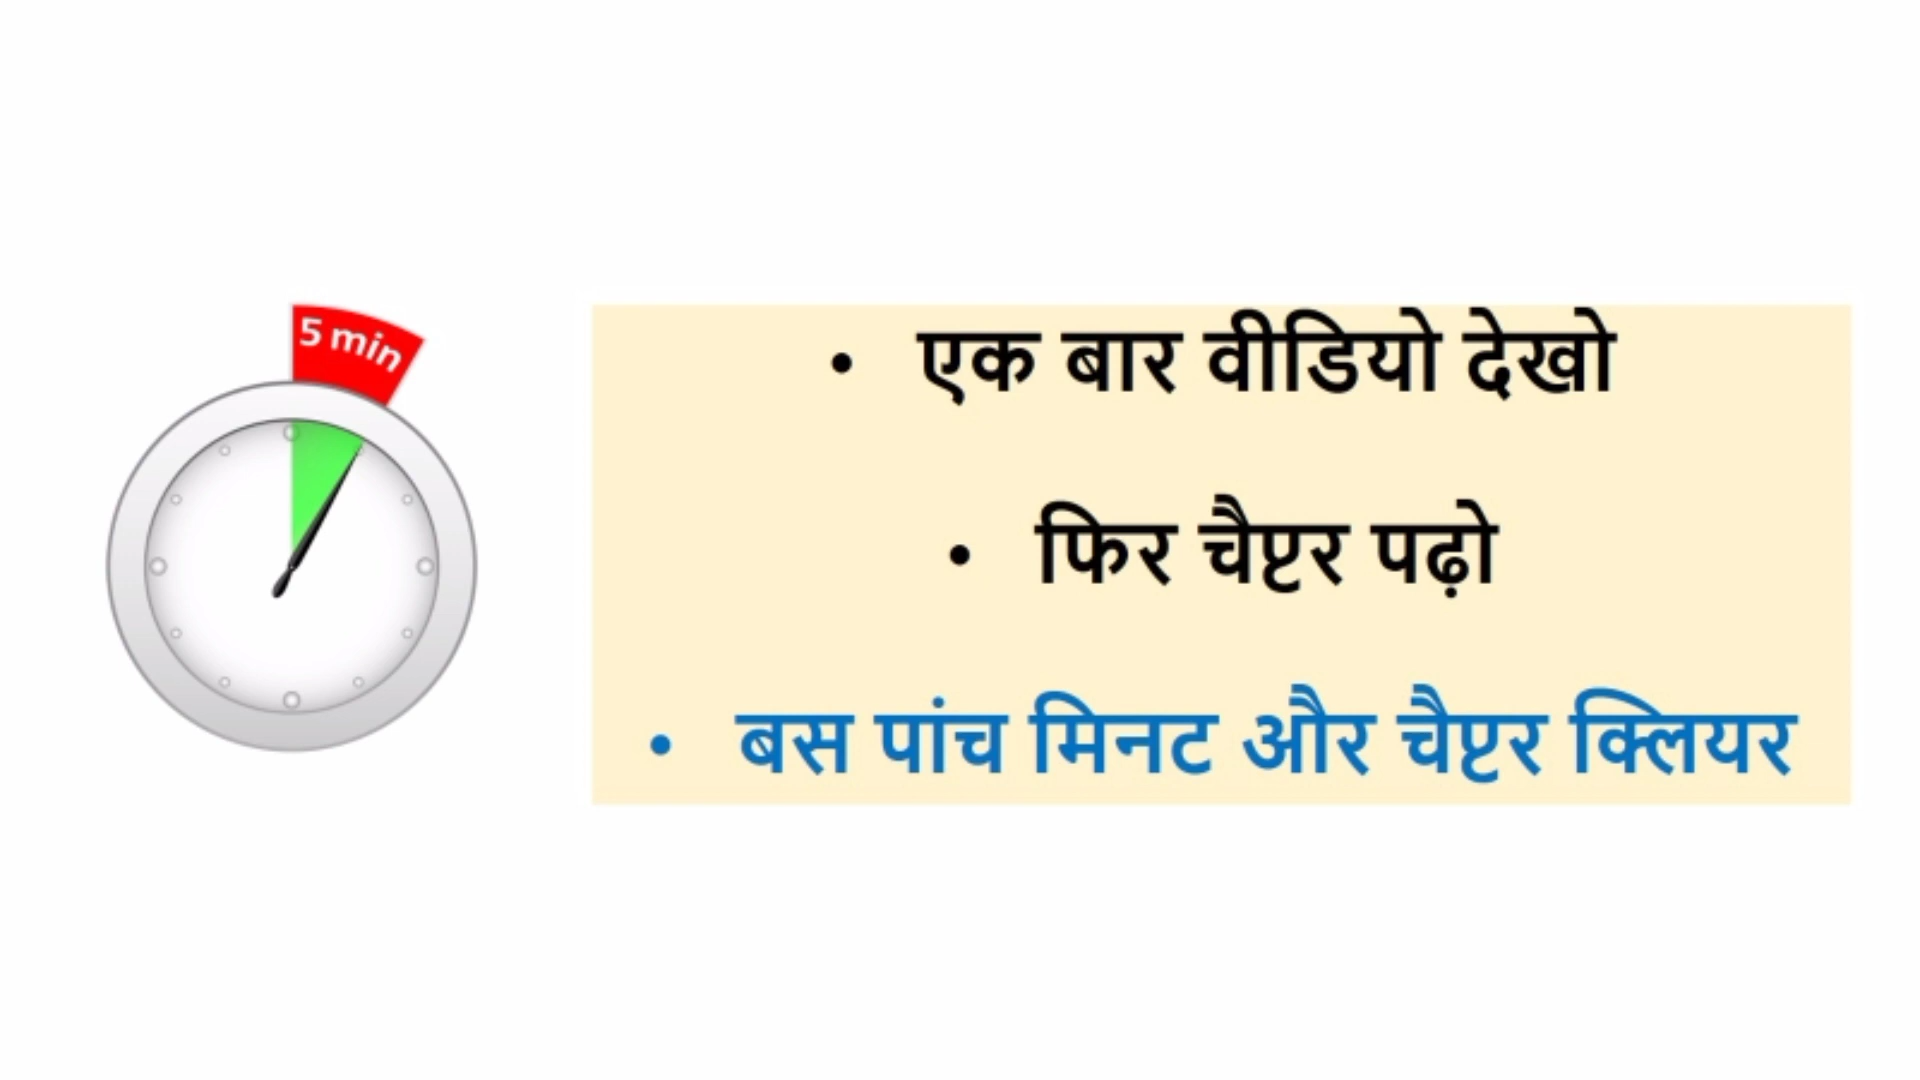 5 min
• एक बार वीडियो देखो
• फिर चैप्टर पढ़ो
• बस पांच मिनट और चैप्टर क्लियर